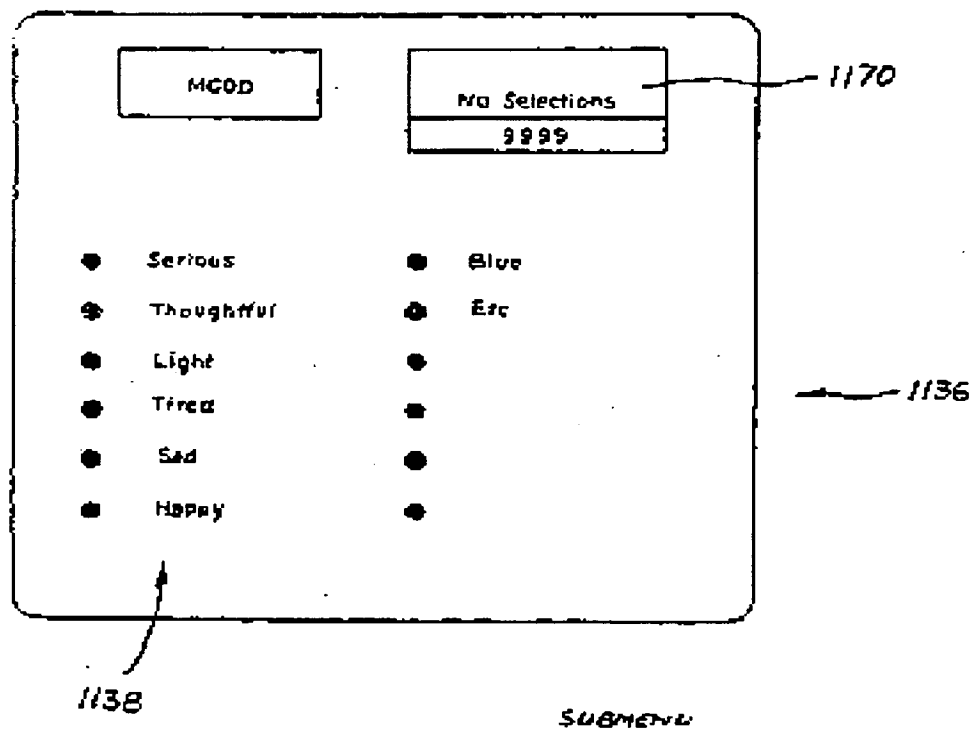 MOOD
1170
No Selections
9999
Serious
Blue
Thoughtful
Etc
Light
Tired
1136
Sad
Happy
1138
SUBMENU